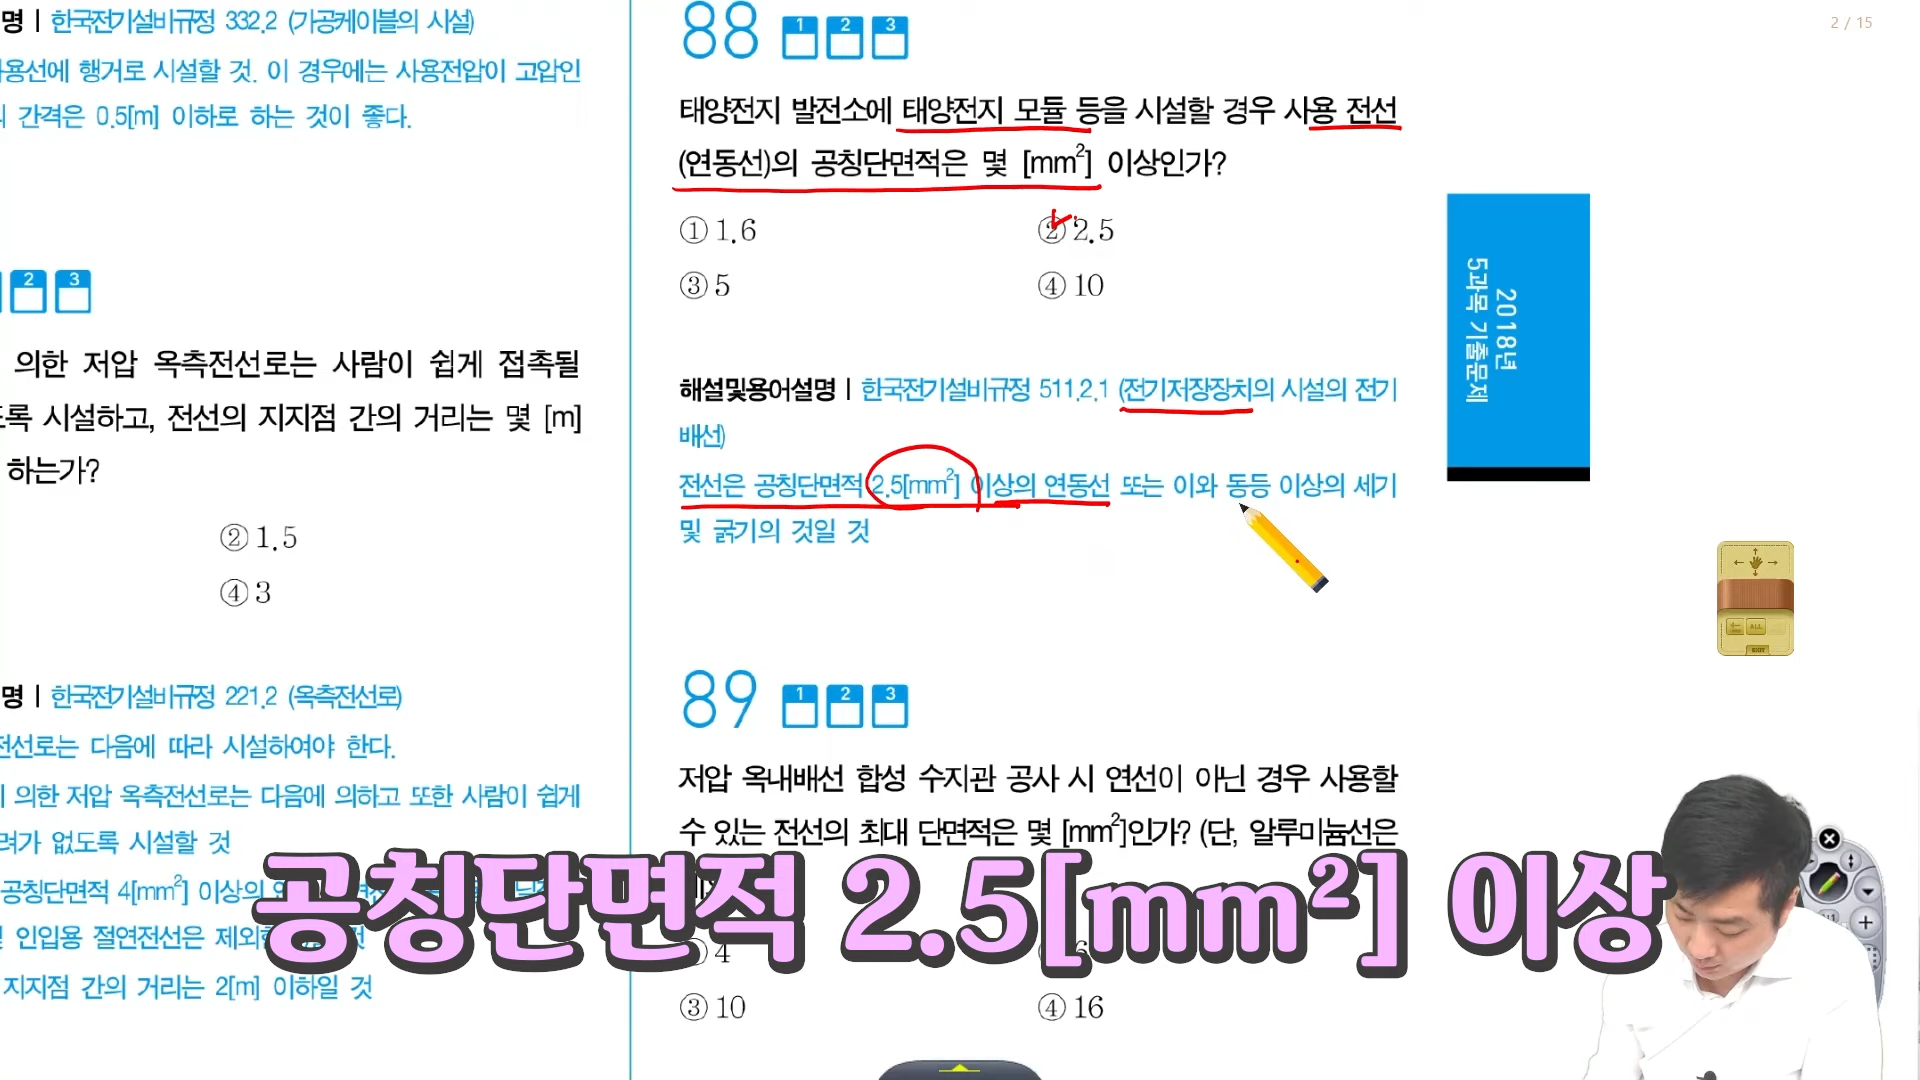 2 / 15
명 | 한국전기설비규정 332.2 (가공케이블의 시설)
용선에 행거로 시설할 것. 이 경우에는 사용전압이 고압인
간격은 0.5[m] 이하로 하는 것이 좋다.
2 3
의한 저압 옥측전선로는 사람이 쉽게 접촉될
록 시설하고, 전선의 지지점 간의 거리는 몇 [m]
하는가?
② 1.5
④ 3
명 | 한국전기설비규정 221.2 (옥측전선로)
전선로는 다음에 따라 시설하여야 한다.
의한 저압 옥측전선로는 다음에 의하고 또한 사람이 쉽게
려가 없도록 시설할 것
공칭단면적 4[mm²] 이상의
인입용 절연전선은 제외
지지점 간의 거리는 2[m] 이하일 것
88 1 2 3
태양전지 발전소에 태양전지 모듈 등을 시설할 경우 사용 전선
(연동선)의 공칭단면적은 몇 [mm²] 이상인가?
① 1.6 ② 2.5
③ 5 ④ 10
해설및용어설명 | 한국전기설비규정 511.2.1 (전기저장장치의 시설의 전기
배선)
전선은 공칭단면적 2.5[mm²] 이상의 연동선 또는 이와 동등 이상의 세기
및 굵기의 것일 것
89 1 2 3
저압 옥내배선 합성 수지관 공사 시 연선이 아닌 경우 사용할
수 있는 전선의 최대 단면적은 몇 [mm²]인가? (단, 알루미늄선은
4 6
③ 10 ④ 16
2018년
5과목 기출문제
ALL
EXIT
공칭단면적 2.5[mm²] 이상